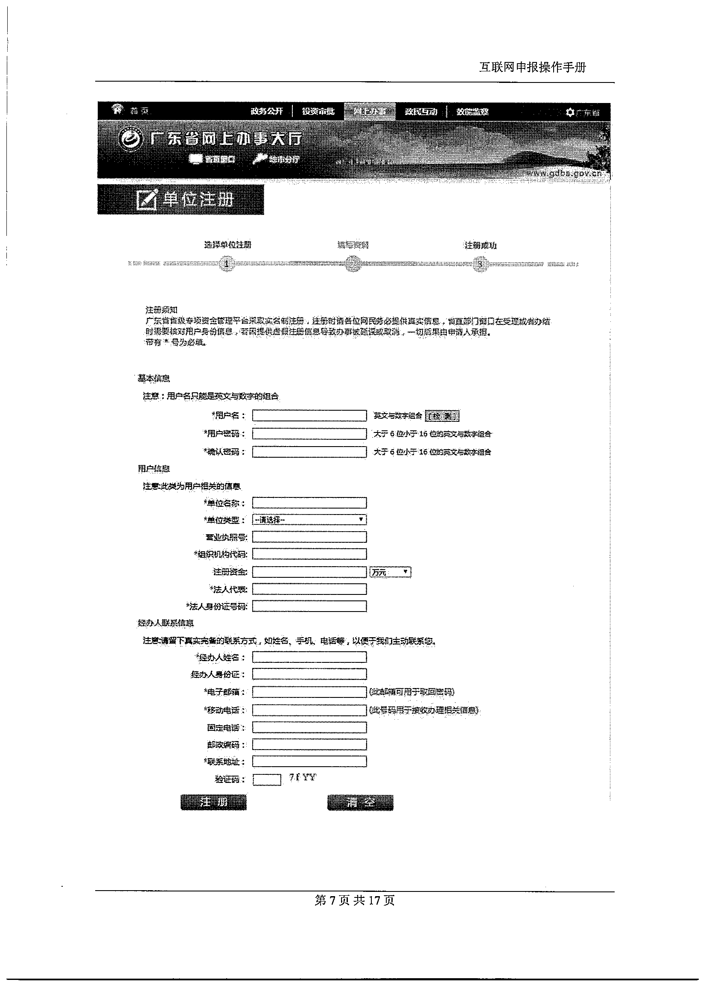 互联网申报操作手册
首页 政务公开 投资审批 网上办事 政民互动 效能监察 广东省
广东省网上办事大厅
省直窗口 地市分厅
www.gdbs.gov.cn
单位注册
选择单位注册 填写资料 注册成功
1 3
注册须知
广东省省级专项资金管理平台采取实名制注册，注册时请各位网民务必提供真实信息，省直部门窗口在受理或者办结
时需要核对用户身份信息，若因提供虚假注册信息导致办事被延误或取消，一切后果由申请人承担。
带有 * 号为必填。
基本信息
注意：用户名只能是英文与数字的组合
*用户名： 英文与数字组合 [检 测]
*用户密码： 大于 6 位小于 16 位的英文与数字组合
*确认密码： 大于 6 位小于 16 位的英文与数字组合
用户信息
注意:此类为用户相关的信息
*单位名称：
*单位类型： --请选择--
营业执照号:
*组织机构代码:
注册资金: 万元
*法人代表:
*法人身份证号码:
经办人联系信息
注意:请留下真实完备的联系方式，如姓名、手机、电话等，以便于我们主动联系您。
*经办人姓名：
经办人身份证：
*电子邮箱： (此邮箱可用于取回密码)
*移动电话： (此号码用于接收办理相关信息)
固定电话：
邮政编码：
*联系地址：
验证码： 7f YY
注 册 清 空
第 7 页 共 17 页